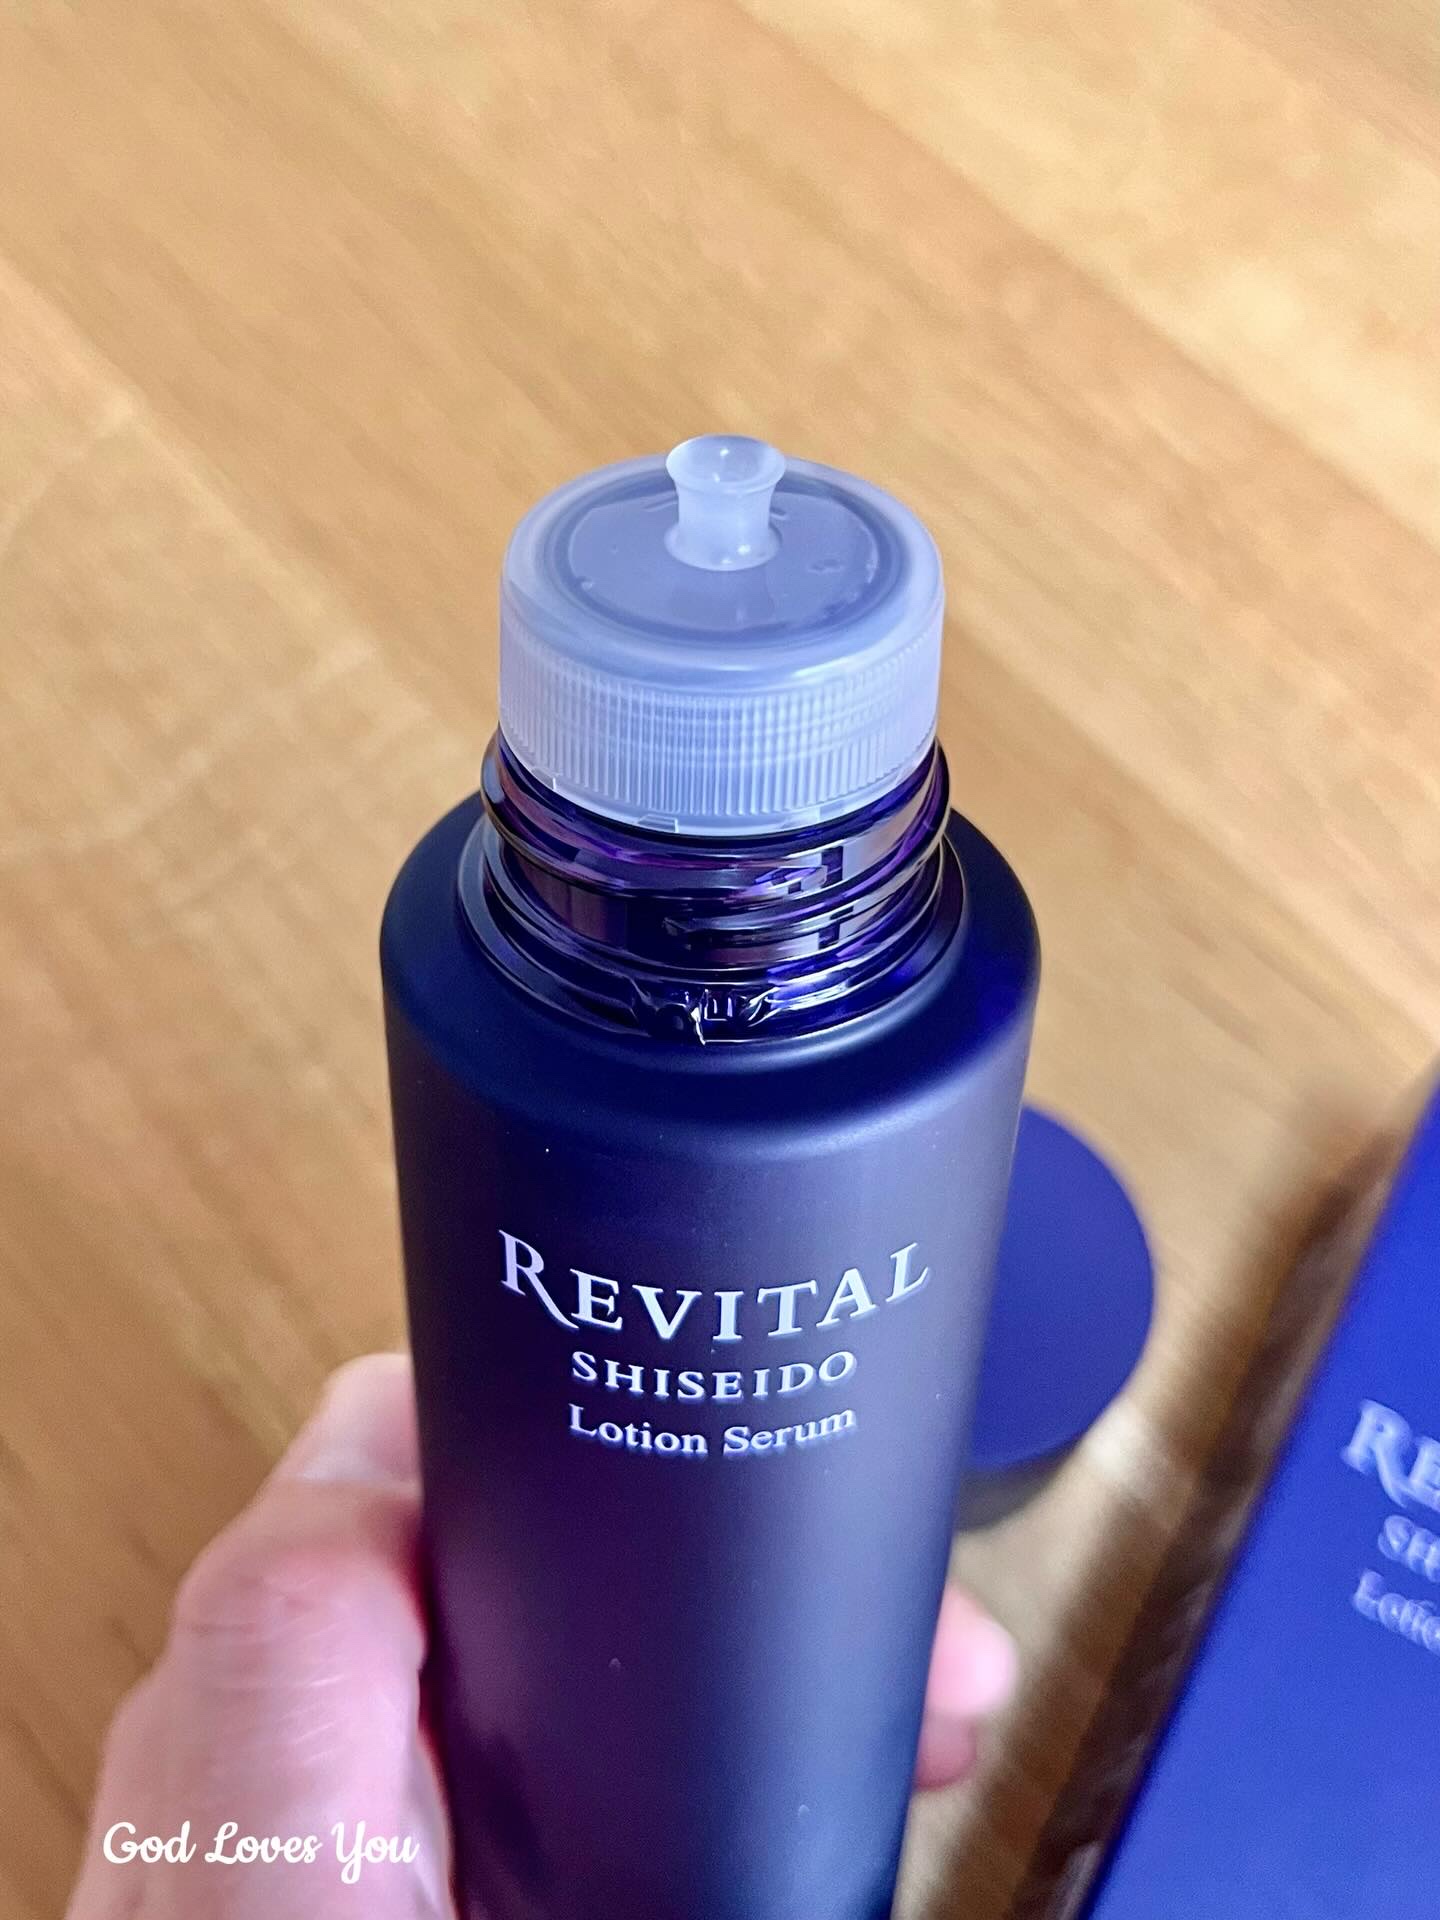 REVITAL
SHISEIDO
Lotion Serum
God Loves You